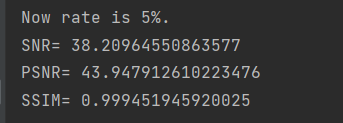 Now rate is 5%.
SNR= 38.20964550863577
PSNR= 43.947912610223476
SSIM= 0.999451945920025